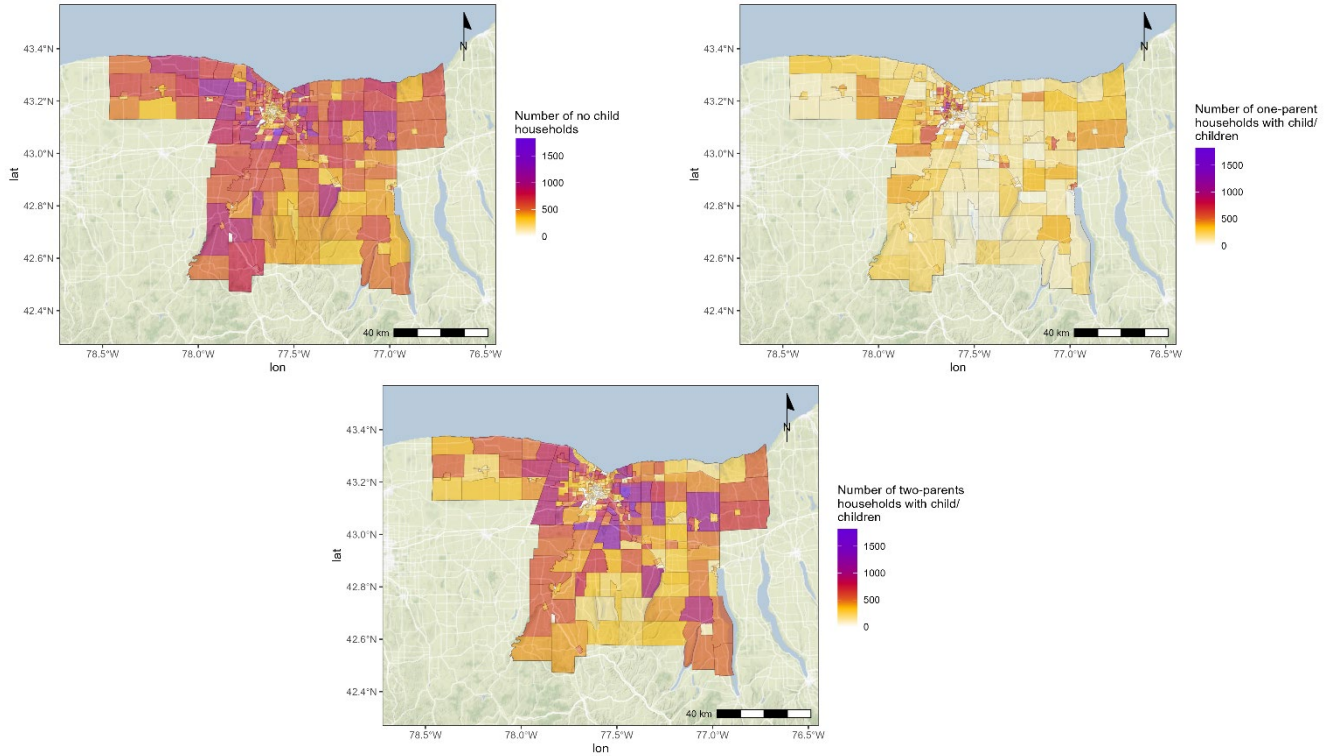 N
43.4°N
43.2°N
43.0°N
42.8°N
42.6°N
42.4°N
lat
78.5°W
78.0°W
77.5°W
77.0°W
76.5°W
lon
40 km
Number of no child
households
1500
1000
500
0
N
43.4°N
43.2°N
43.0°N
42.8°N
42.6°N
42.4°N
lat
78.5°W
78.0°W
77.5°W
77.0°W
76.5°W
lon
40 km
Number of one-parent
households with child/
children
1500
1000
500
0
N
43.4°N
43.2°N
43.0°N
42.8°N
42.6°N
42.4°N
lat
78.5°W
78.0°W
77.5°W
77.0°W
76.5°W
lon
40 km
Number of two-parents
households with child/
children
1500
1000
500
0